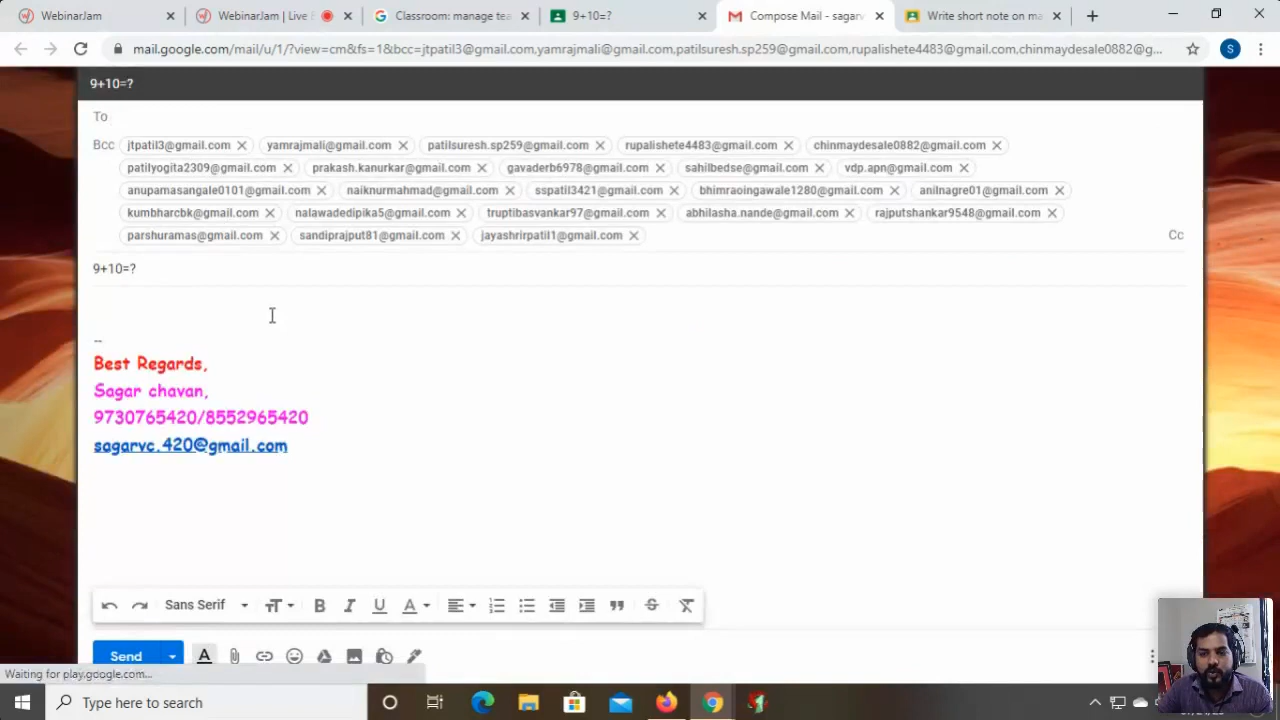 WebinarJam
WebinarJam | Live
Classroom: manage tea
9+10=?
Compose Mail - sagarv
Write short note on ma
mail.google.com/mail/u/1/?view=cm&fs=1&bcc=jtpatil3@gmail.com,yamrajmali@gmail.com,patilsuresh.sp259@gmail.com,rupalishete4483@gmail.com,chinmaydesale0882@g...
S
9+10=?
To
Bcc jtpatil3@gmail.com yamrajmali@gmail.com patilsuresh.sp259@gmail.com rupalishete4483@gmail.com chinmaydesale0882@gmail.com
patilyogita2309@gmail.com prakash.kanurkar@gmail.com gavaderb6978@gmail.com sahilbedse@gmail.com vdp.apn@gmail.com
anupamasangale0101@gmail.com naiknurmahmad@gmail.com sspatil3421@gmail.com bhimraoingawale1280@gmail.com anilnagre01@gmail.com
kumbharcbk@gmail.com nalawadedipika5@gmail.com truptibasvankar97@gmail.com abhilasha.nande@gmail.com rajputshankar9548@gmail.com
parshuramas@gmail.com sandiprajput81@gmail.com jayashrirpatil1@gmail.com Cc
9+10=?
--
Best Regards,
Sagar chavan,
9730765420/8552965420
sagarvc.420@gmail.com
Sans Serif
Send
Waiting for play.google.com...
Type here to search